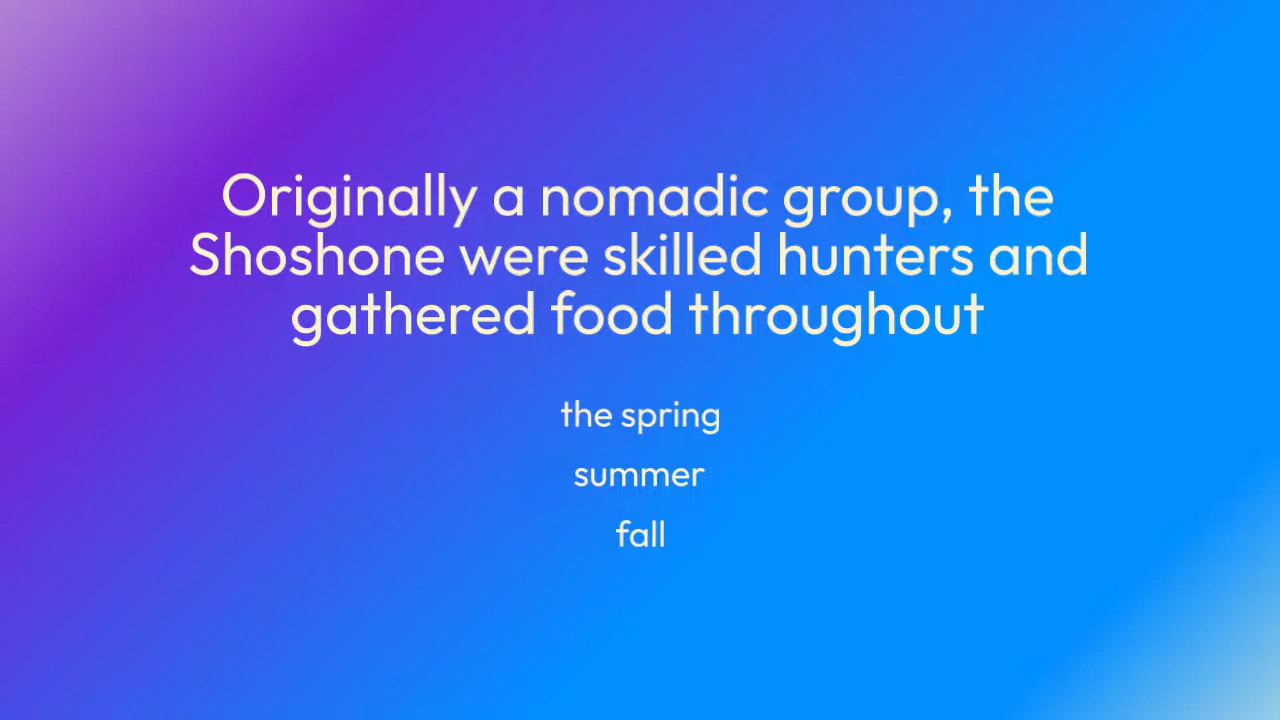 Originally a nomadic group, the
Shoshone were skilled hunters and
gathered food throughout
the spring
summer
fall